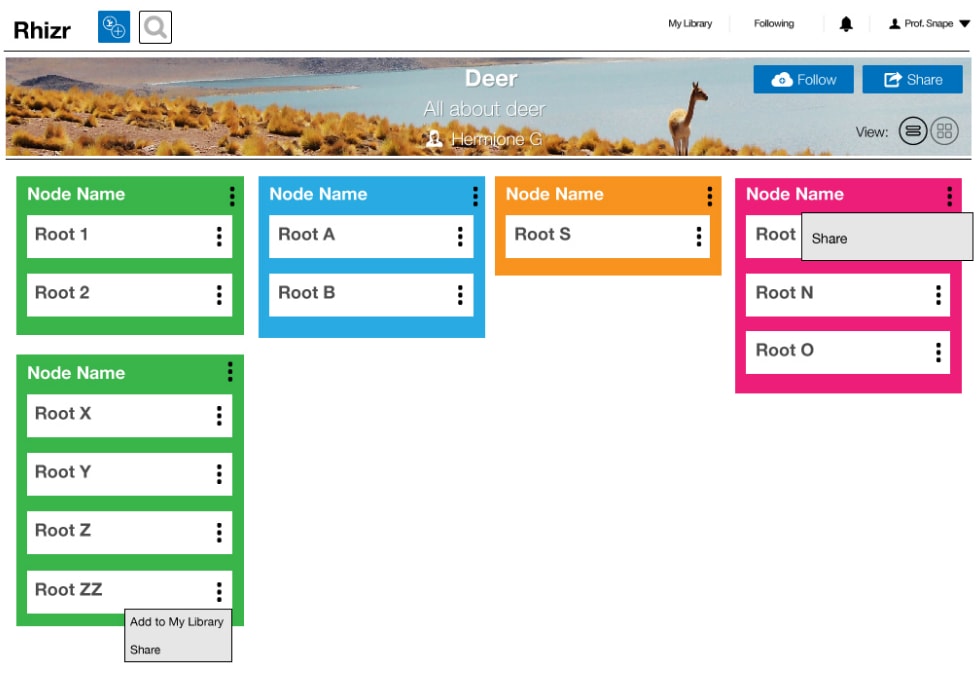 Rhizr
My Library
Following
Prof. Snape
Deer
All about deer
Hermione G
Follow
Share
View:
Node Name
Root 1
Root 2
Node Name
Root A
Root B
Node Name
Root S
Node Name
Root
Share
Root N
Root O
Node Name
Root X
Root Y
Root Z
Root ZZ
Add to My Library
Share